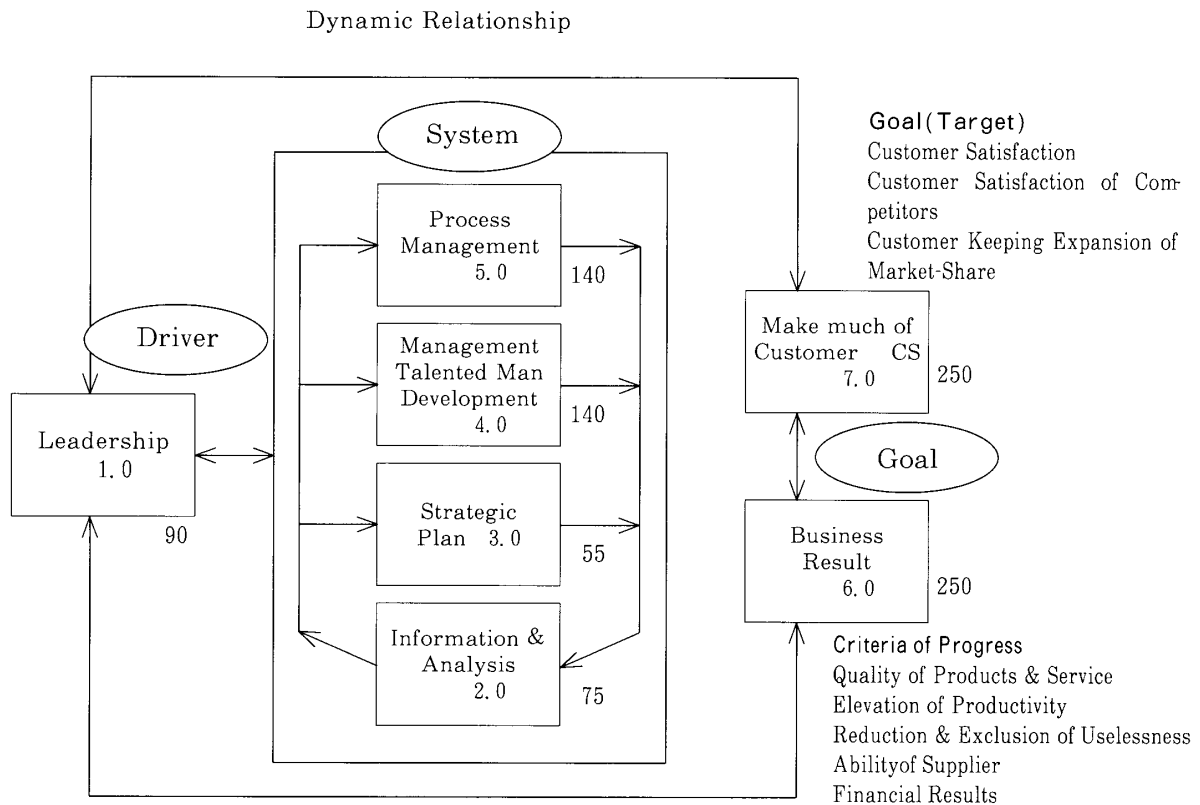 Dynamic Relationship
System
Process
Management
5.0
140
Management
Talented Man
Development
4.0
140
Strategic
Plan 3.0
55
Information &
Analysis
2.0
75
Driver
Leadership
1.0
90
Goal(Target)
Customer Satisfaction
Customer Satisfaction of Com-
petitors
Customer Keeping Expansion of
Market-Share
Make much of
Customer CS
7.0
250
Goal
Business
Result
6.0
250
Criteria of Progress
Quality of Products & Service
Elevation of Productivity
Reduction & Exclusion of Uselessness
Abilityof Supplier
Financial Results